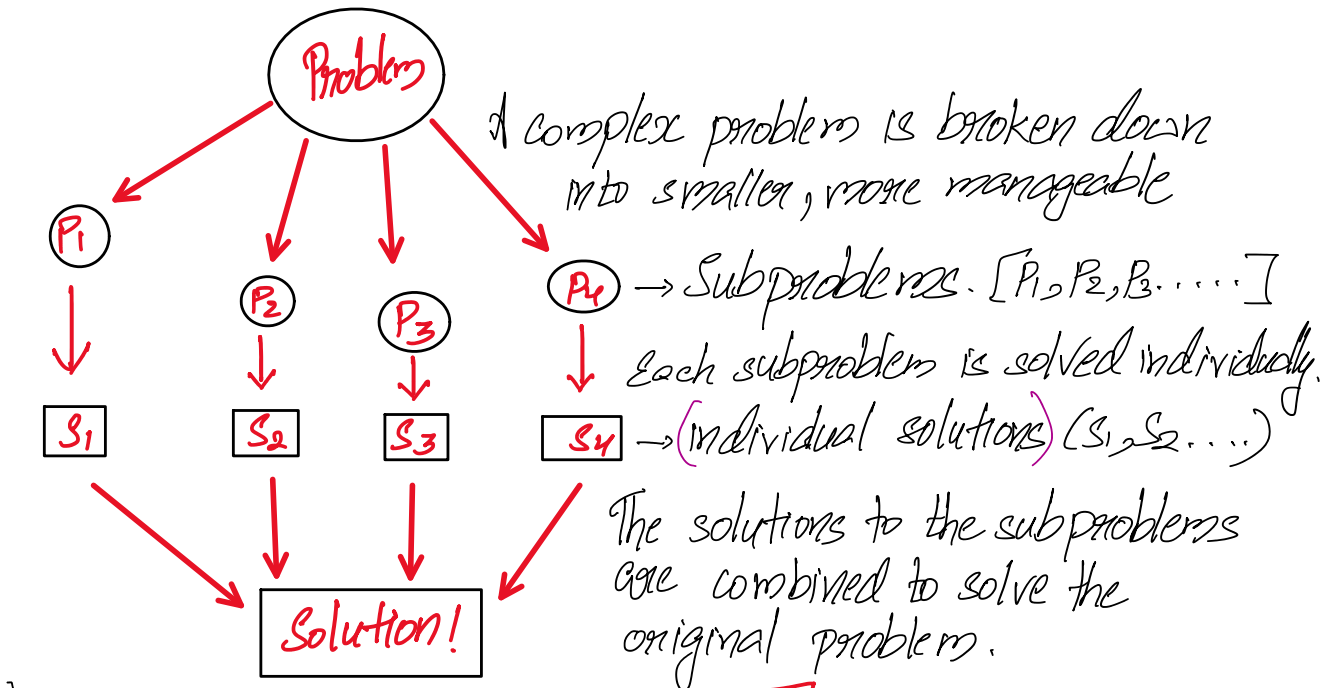 Problem
A complex problem is broken down
into smaller, more manageable
P1
P2
P3
P4 → Subproblems. [P1, P2, P3.....]
Each subproblem is solved individually.
S1
S2
S3
S4 → (individual solutions) (S1, S2....)
The solutions to the subproblems
are combined to solve the
original problem.
Solution!